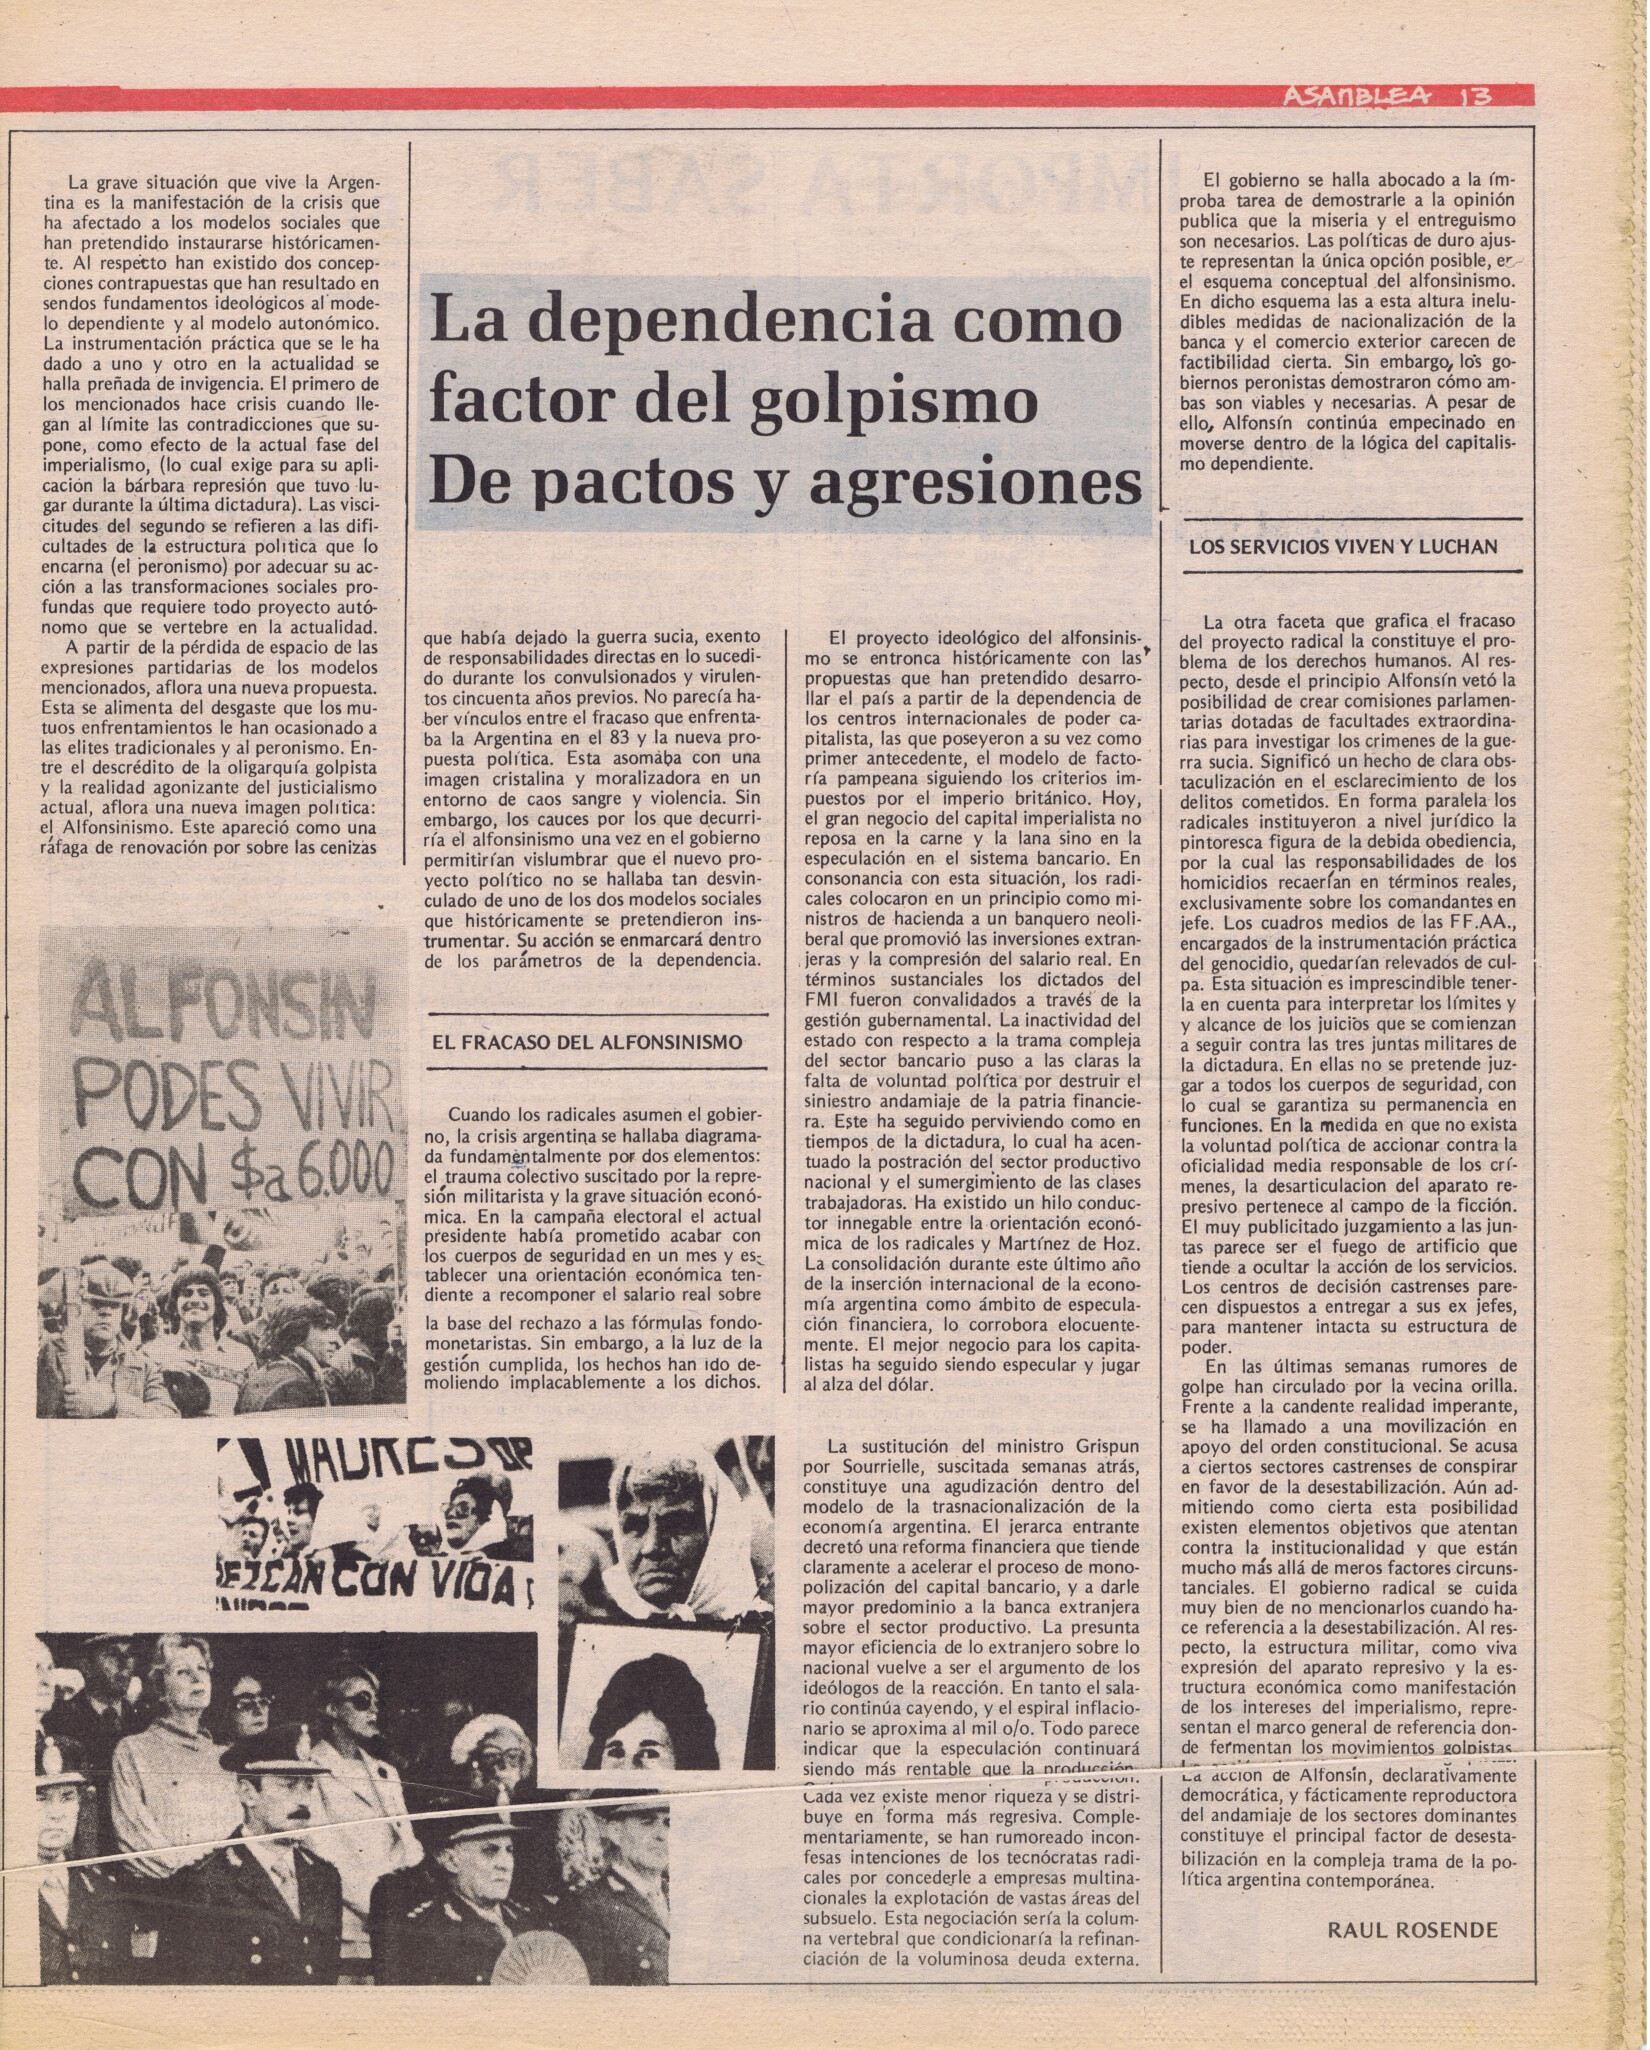 ASAMBLEA 13
La dependencia como
factor del golpismo
De pactos y agresiones
La grave situación que vive la Argen-
tina es la manifestación de la crisis que
ha afectado a los modelos sociales que
han pretendido instaurarse históricamen-
te. Al respecto han existido dos concep-
ciones contrapuestas que han resultado en
sendos fundamentos ideológicos al mode-
lo dependiente y al modelo autonómico.
La instrumentación práctica que se le ha
dado a uno y otro en la actualidad se
halla preñada de invigencia. El primero de
los mencionados hace crisis cuando lle-
gan al límite las contradicciones que su-
pone, como efecto de la actual fase del
imperialismo, (lo cual exige para su apli-
cación la bárbara represión que tuvo lu-
gar durante la última dictadura). Las visci-
citudes del segundo se refieren a las difi-
cultades de la estructura política que lo
encarna (el peronismo) por adecuar su ac-
ción a las transformaciones sociales pro-
fundas que requiere todo proyecto autó-
nomo que se vertebre en la actualidad.
A partir de la pérdida de espacio de las
expresiones partidarias de los modelos
mencionados, aflora una nueva propuesta.
Esta se alimenta del desgaste que los mu-
tuos enfrentamientos le han ocasionado a
las elites tradicionales y al peronismo. En-
tre el descrédito de la oligarquía golpista
y la realidad agonizante del justicialismo
actual, aflora una nueva imagen política:
el Alfonsinismo. Este apareció como una
ráfaga de renovación por sobre las cenizas
que había dejado la guerra sucia, exento
de responsabilidades directas en lo sucedi-
do durante los convulsionados y virulen-
tos cincuenta años previos. No parecía ha-
ber vínculos entre el fracaso que enfrenta-
ba la Argentina en el 83 y la nueva pro-
puesta política. Esta asomaba con una
imagen cristalina y moralizadora en un
entorno de caos sangre y violencia. Sin
embargo, los cauces por los que decurri-
ría el alfonsinismo una vez en el gobierno
permitirían vislumbrar que el nuevo pro-
yecto político no se hallaba tan desvin-
culado de uno de los dos modelos sociales
que históricamente se pretendieron ins-
trumentar. Su acción se enmarcará dentro
de los parámetros de la dependencia.
EL FRACASO DEL ALFONSINISMO
Cuando los radicales asumen el gobier-
no, la crisis argentina se hallaba diagrama-
da fundamentalmente por dos elementos:
el trauma colectivo suscitado por la repre-
sión militarista y la grave situación econó-
mica. En la campaña electoral el actual
presidente había prometido acabar con
los cuerpos de seguridad en un mes y es-
tablecer una orientación económica ten-
diente a recomponer el salario real sobre
la base del rechazo a las fórmulas fondo-
monetaristas. Sin embargo, a la luz de la
gestión cumplida, los hechos han ido de-
moliendo implacablemente a los dichos.
El proyecto ideológico del alfonsinis-
mo se entronca históricamente con las
propuestas que han pretendido desarro-
llar el país a partir de la dependencia de
los centros internacionales de poder ca-
pitalista, las que poseyeron a su vez como
primer antecedente, el modelo de facto-
ría pampeana siguiendo los criterios im-
puestos por el imperio británico. Hoy,
el gran negocio del capital imperialista no
reposa en la carne y la lana sino en la
especulación en el sistema bancario. En
consonancia con esta situación, los radi-
cales colocaron en un principio como mi-
nistros de hacienda a un banquero neoli-
beral que promovió las inversiones extran-
jeras y la compresión del salario real. En
términos sustanciales los dictados del
FMI fueron convalidados a través de la
gestión gubernamental. La inactividad del
estado con respecto a la trama compleja
del sector bancario puso a las claras la
falta de voluntad política por destruir el
siniestro andamiaje de la patria financie-
ra. Este ha seguido perviviendo como en
tiempos de la dictadura, lo cual ha acen-
tuado la postración del sector productivo
nacional y el sumergimiento de las clases
trabajadoras. Ha existido un hilo conduc-
tor innegable entre la orientación econó-
mica de los radicales y Martínez de Hoz.
La consolidación durante este último año
de la inserción internacional de la econo-
mía argentina como ámbito de especula-
ción financiera, lo corrobora elocuente-
mente. El mejor negocio para los capita-
listas ha seguido siendo especular y jugar
al alza del dólar.
La sustitución del ministro Grispun
por Sourrielle, suscitada semanas atrás,
constituye una agudización dentro del
modelo de la trasnacionalización de la
economía argentina. El jerarca entrante
decretó una reforma financiera que tiende
claramente a acelerar el proceso de mono-
polización del capital bancario, y a darle
mayor predominio a la banca extranjera
sobre el sector productivo. La presunta
mayor eficiencia de lo extranjero sobre lo
nacional vuelve a ser el argumento de los
ideólogos de la reacción. En tanto el sala-
rio continúa cayendo, y el espiral inflacio-
nario se aproxima al mil o/o. Todo parece
indicar que la especulación continuará
siendo más rentable que la producción.
Cada vez existe menor riqueza y se distri-
buye en forma más regresiva. Comple-
mentariamente, se han rumoreado incon-
fesas intenciones de los tecnócratas radi-
cales por concederle a empresas multina-
cionales la explotación de vastas áreas del
subsuelo. Esta negociación sería la colum-
na vertebral que condicionaría la refinan-
ciación de la voluminosa deuda externa.
El gobierno se halla abocado a la ím-
proba tarea de demostrarle a la opinión
publica que la miseria y el entreguismo
son necesarios. Las políticas de duro ajus-
te representan la única opción posible, en
el esquema conceptual del alfonsinismo.
En dicho esquema las a esta altura inelu-
dibles medidas de nacionalización de la
banca y el comercio exterior carecen de
factibilidad cierta. Sin embargo, los go-
biernos peronistas demostraron cómo am-
bas son viables y necesarias. A pesar de
ello, Alfonsín continúa empecinado en
moverse dentro de la lógica del capitalis-
mo dependiente.
LOS SERVICIOS VIVEN Y LUCHAN
La otra faceta que grafica el fracaso
del proyecto radical la constituye el pro-
blema de los derechos humanos. Al res-
pecto, desde el principio Alfonsín vetó la
posibilidad de crear comisiones parlamen-
tarias dotadas de facultades extraordina-
rias para investigar los crimenes de la gue-
rra sucia. Significó un hecho de clara obs-
taculización en el esclarecimiento de los
delitos cometidos. En forma paralela los
radicales instituyeron a nivel jurídico la
pintoresca figura de la debida obediencia,
por la cual las responsabilidades de los
homicidios recaerían en términos reales,
exclusivamente sobre los comandantes en
jefe. Los cuadros medios de las FF.AA.,
encargados de la instrumentación práctica
del genocidio, quedarían relevados de cul-
pa. Esta situación es imprescindible tener-
la en cuenta para interpretar los límites y
y alcance de los juicios que se comienzan
a seguir contra las tres juntas militares de
la dictadura. En ellas no se pretende juz-
gar a todos los cuerpos de seguridad, con
lo cual se garantiza su permanencia en
funciones. En la medida en que no exista
la voluntad política de accionar contra la
oficialidad media responsable de los crí-
menes, la desarticulacion del aparato re-
presivo pertenece al campo de la ficción.
El muy publicitado juzgamiento a las jun-
tas parece ser el fuego de artificio que
tiende a ocultar la acción de los servicios.
Los centros de decisión castrenses pare-
cen dispuestos a entregar a sus ex jefes,
para mantener intacta su estructura de
poder.
En las últimas semanas rumores de
golpe han circulado por la vecina orilla.
Frente a la candente realidad imperante,
se ha llamado a una movilización en
apoyo del orden constitucional. Se acusa
a ciertos sectores castrenses de conspirar
en favor de la desestabilización. Aún ad-
mitiendo como cierta esta posibilidad
existen elementos objetivos que atentan
contra la institucionalidad y que están
mucho más allá de meros factores circuns-
tanciales. El gobierno radical se cuida
muy bien de no mencionarlos cuando ha-
ce referencia a la desestabilización. Al res-
pecto, la estructura militar, como viva
expresión del aparato represivo y la es-
tructura económica como manifestación
de los intereses del imperialismo, repre-
sentan el marco general de referencia don-
de fermentan los movimientos golpistas.
La acción de Alfonsín, declarativamente
democrática, y fácticamente reproductora
del andamiaje de los sectores dominantes
constituye el principal factor de desesta-
bilización en la compleja trama de la po-
lítica argentina contemporánea.
RAUL ROSENDE
ALFONSIN
PODES VIVIR
CON $a 6.000
MADRES DE
CON VIDA